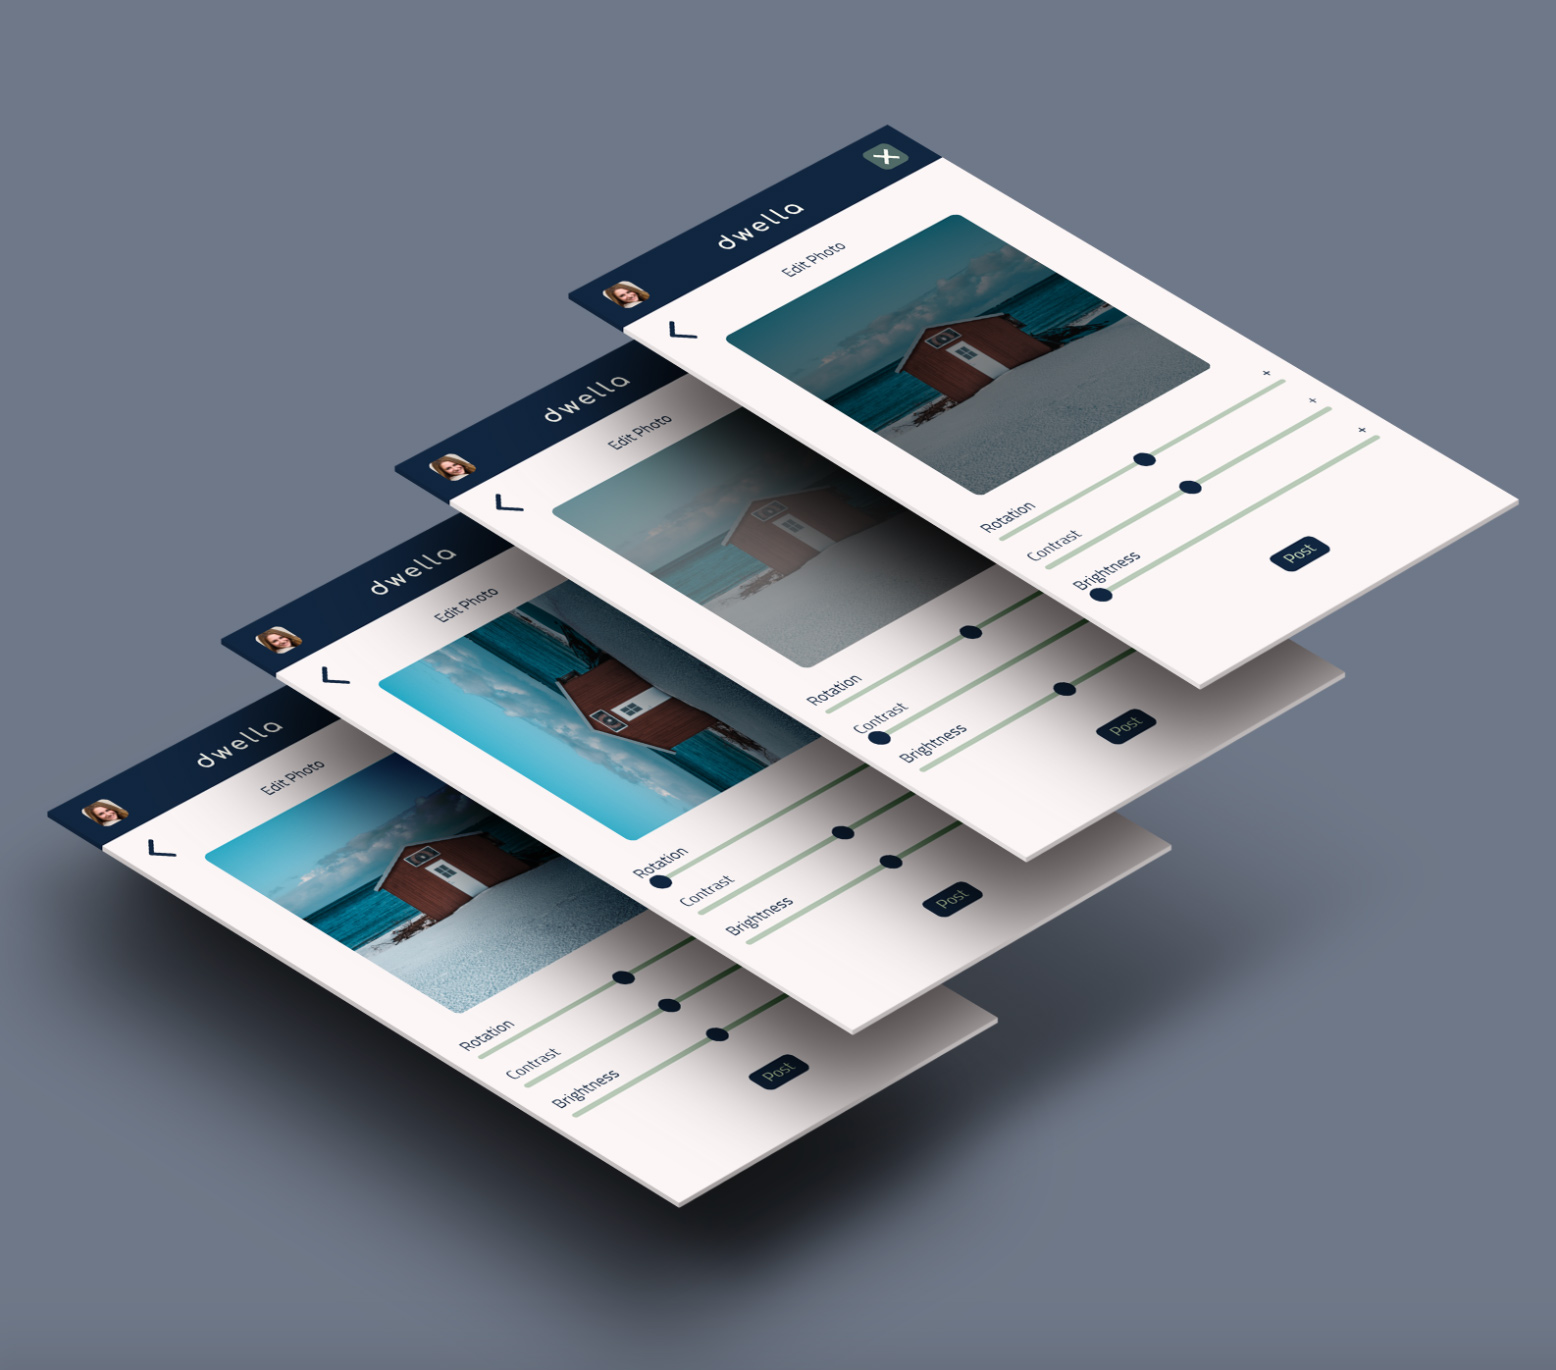 X
dwella
Edit Photo
+
Rotation
+
Contrast
+
Brightness
Post
dwella
Edit Photo
Rotation
Contrast
Brightness
Post
dwella
Edit Photo
Rotation
Contrast
Brightness
Post
dwella
Edit Photo
Rotation
Contrast
Brightness
Post